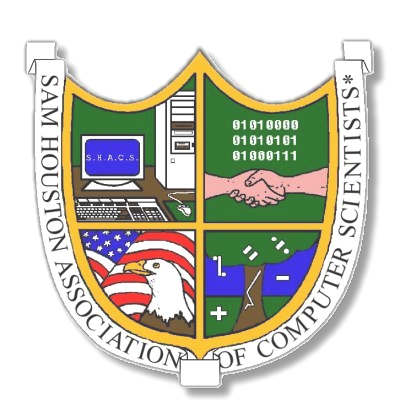 SAM HOUSTON ASSOCIATION OF COMPUTER SCIENTISTS*
S.H.A.C.S.
01010000
01010101
01000111